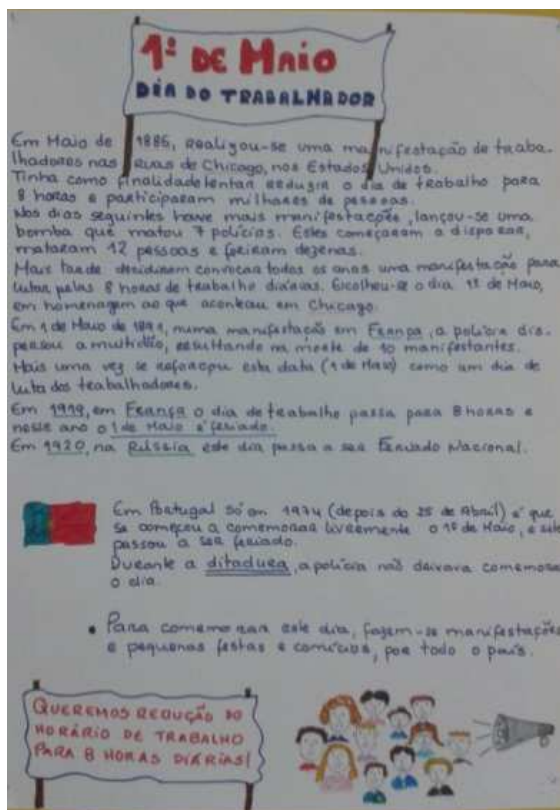 1º DE MAIO
DIA DO TRABALHADOR
Em Maio de 1886, realizou-se uma manifestação de traba-
lhadores nas Ruas de Chicago, nos Estados Unidos.
Tinha como finalidade tentar reduzir o dia de trabalho para
8 horas e participaram milhares de pessoas.
Nos dias seguintes houve mais manifestações, lançou-se uma
bomba que matou 7 polícias. Estes começaram a disparar,
mataram 12 pessoas e feriram dezenas.
Mais tarde decidiram convocar todos os anos uma manifestação para
lutar pelas 8 horas de trabalho diárias. Escolheu-se o dia 1º de Maio,
em homenagem ao que aconteceu em Chicago.
Em 1 de Maio de 1891, numa manifestação em França, a polícia dis-
persou a multidão, resultando na morte de 10 manifestantes.
Mais uma vez se reforçou esta data (1 de Maio) como um dia de
luta dos trabalhadores.
Em 1919, em França o dia de trabalho passa para 8 horas e
neste ano o 1 de Maio é feriado.
Em 1920, na Rússia este dia passa a ser Feriado Nacional.
Em Portugal só em 1974 (depois do 25 de Abril) é que
se começou a comemorar livremente o 1º de Maio, e este
passou a ser feriado.
Durante a ditadura, a polícia não deixava comemorar
o dia.
• Para comemorar este dia, fazem-se manifestações
e pequenas festas e comícios, por todo o país.
QUEREMOS REDUÇÃO DO
HORÁRIO DE TRABALHO
PARA 8 HORAS DIÁRIAS!